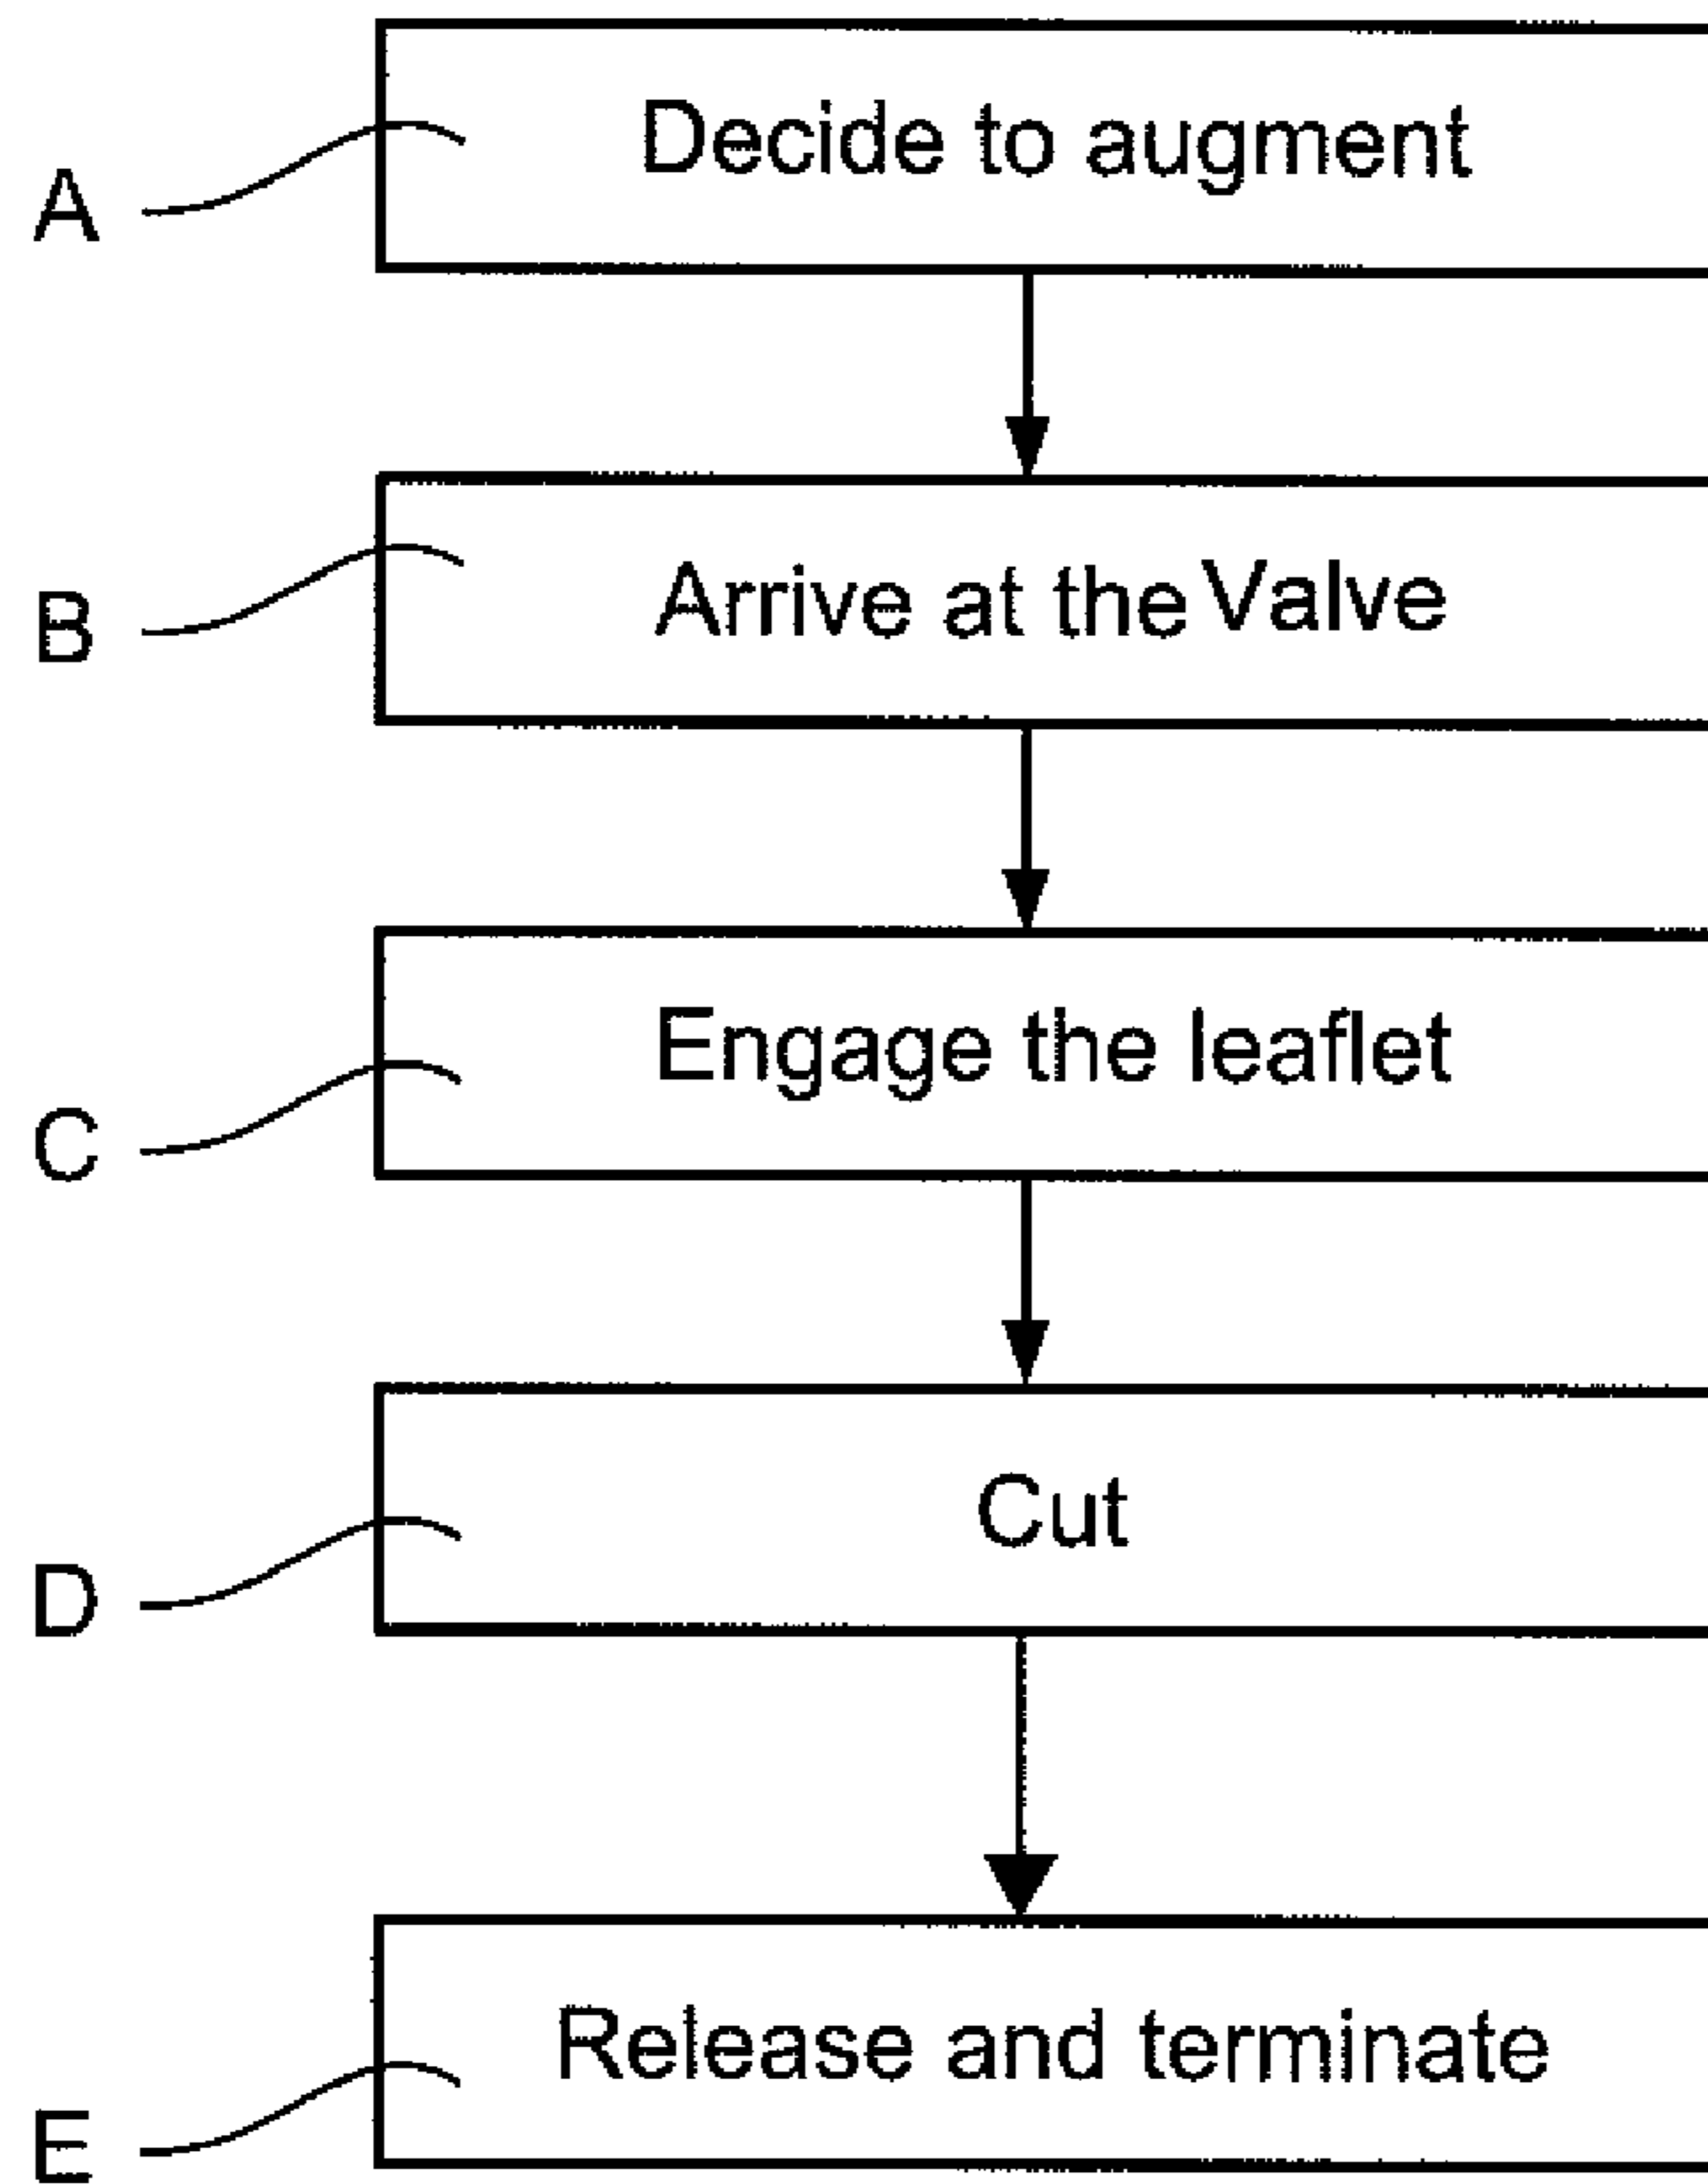 A
Decide to augment
B
Arrive at the Valve
C
Engage the leaflet
D
Cut
E
Release and terminate